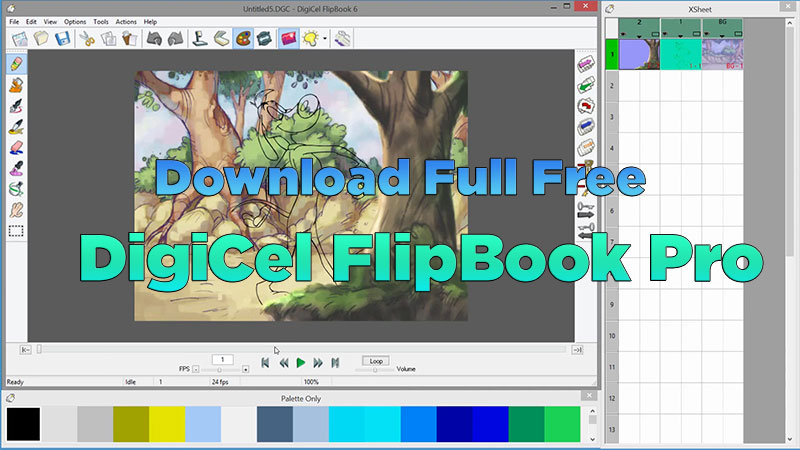 Untitled5.DGC - DigiCel FlipBook 6
File Edit View Options Tools Actions Help
XSheet
2 1 BG
1 1 - 1 BG - 1
2
3
4
Download Full Free
5
6
DigiCel FlipBook Pro
7
8
9
10
11
12
13
1
Loop
FPS - + Volume
Ready Idle 1 24 fps 100%
Palette Only